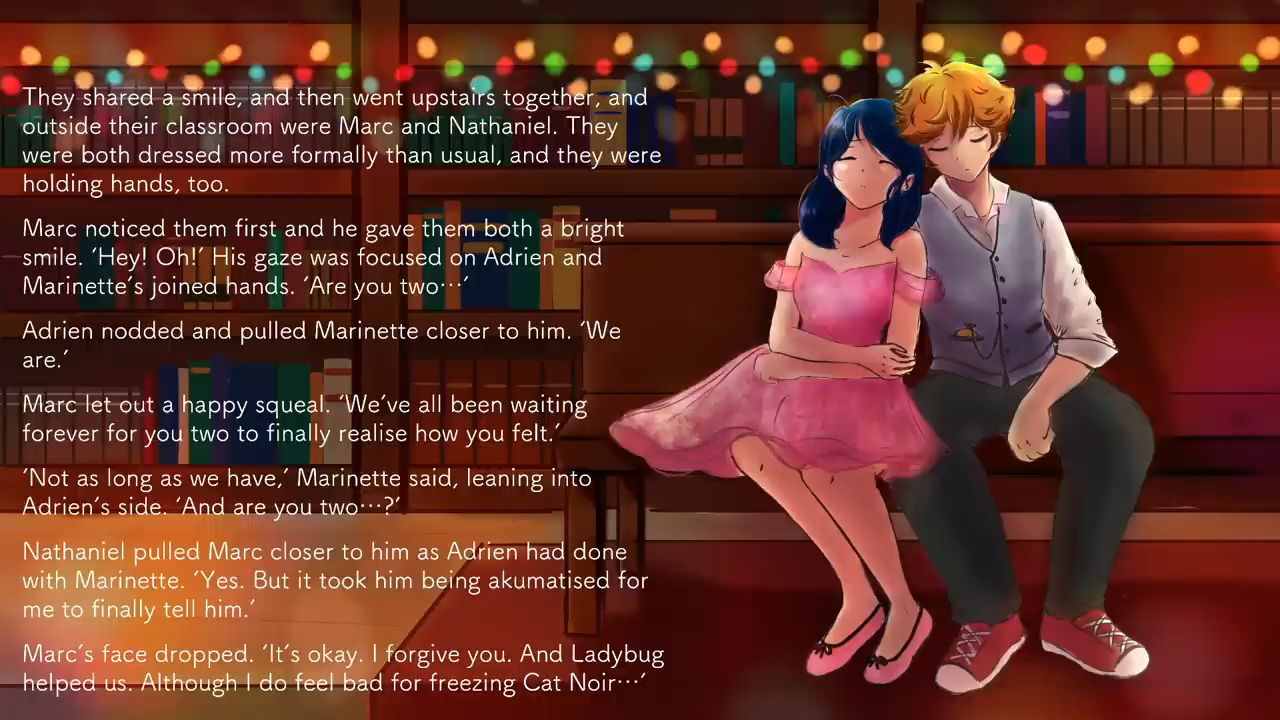 They shared a smile, and then went upstairs together, and
outside their classroom were Marc and Nathaniel. They
were both dressed more formally than usual, and they were
holding hands, too.
Marc noticed them first and he gave them both a bright
smile. ‘Hey! Oh!’ His gaze was focused on Adrien and
Marinette’s joined hands. ‘Are you two…’
Adrien nodded and pulled Marinette closer to him. ‘We
are.’
Marc let out a happy squeal. ‘We’ve all been waiting
forever for you two to finally realise how you felt.’
‘Not as long as we have,’ Marinette said, leaning into
Adrien’s side. ‘And are you two…?’
Nathaniel pulled Marc closer to him as Adrien had done
with Marinette. ‘Yes. But it took him being akumatised for
me to finally tell him.’
Marc’s face dropped. ‘It’s okay. I forgive you. And Ladybug
helped us. Although I do feel bad for freezing Cat Noir…’